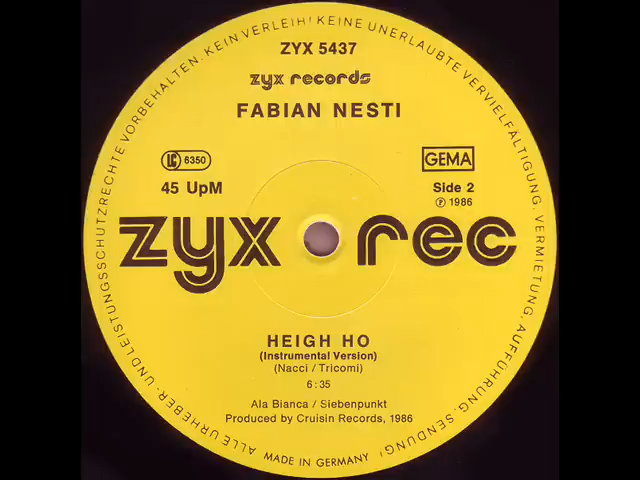 ALLE URHEBER- UND LEISTUNGSSCHUTZRECHTE VORBEHALTEN. KEIN VERLEIH! KEINE UNERLAUBTE VERVIELFÄLTIGUNG, VERMIETUNG, AUFFÜHRUNG, SENDUNG!
ZYX 5437
zyx records
FABIAN NESTI
LC 6350
GEMA
45 UpM
Side 2
℗ 1986
zyx rec
HEIGH HO
(Instrumental Version)
(Nacci / Tricomi)
6:35
Ala Bianca / Siebenpunkt
Produced by Cruisin Records, 1986
MADE IN GERMANY